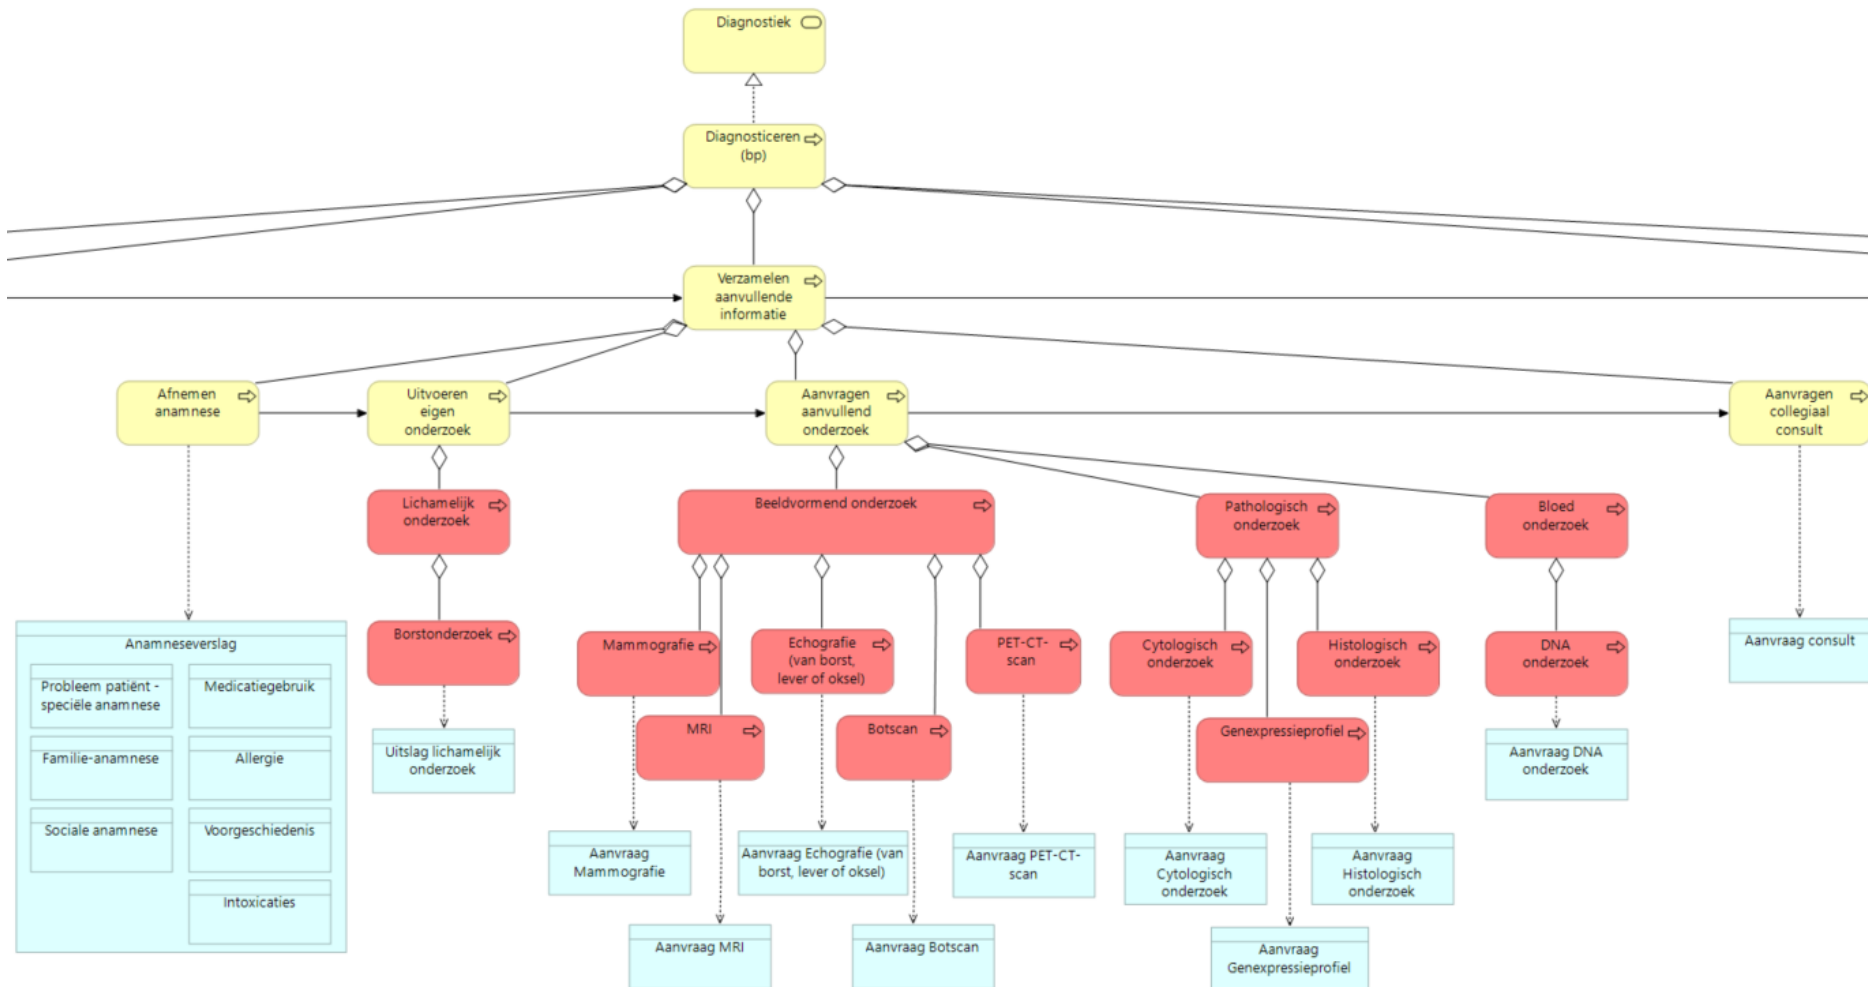 Diagnostiek
Diagnosticeren
(bp)
Verzamelen
aanvullende
informatie
Afnemen
anamnese
Uitvoeren
eigen
onderzoek
Aanvragen
aanvullend
onderzoek
Aanvragen
collegiaal
consult
Lichamelijk
onderzoek
Beeldvormend onderzoek
Pathologisch
onderzoek
Bloed
onderzoek
Borstonderzoek
Mammografie
Echografie
(van borst,
lever of oksel)
PET-CT-
scan
Cytologisch
onderzoek
Histologisch
onderzoek
DNA
onderzoek
MRI
Botscan
Genexpressieprofiel
Anamneseverslag
Probleem patiënt -
speciële anamnese
Medicatiegebruik
Familie-anamnese
Allergie
Sociale anamnese
Voorgeschiedenis
Intoxicaties
Uitslag lichamelijk
onderzoek
Aanvraag
Mammografie
Aanvraag Echografie (van
borst, lever of oksel)
Aanvraag PET-CT-
scan
Aanvraag
Cytologisch
onderzoek
Aanvraag
Histologisch
onderzoek
Aanvraag DNA
onderzoek
Aanvraag consult
Aanvraag MRI
Aanvraag Botscan
Aanvraag
Genexpressieprofiel